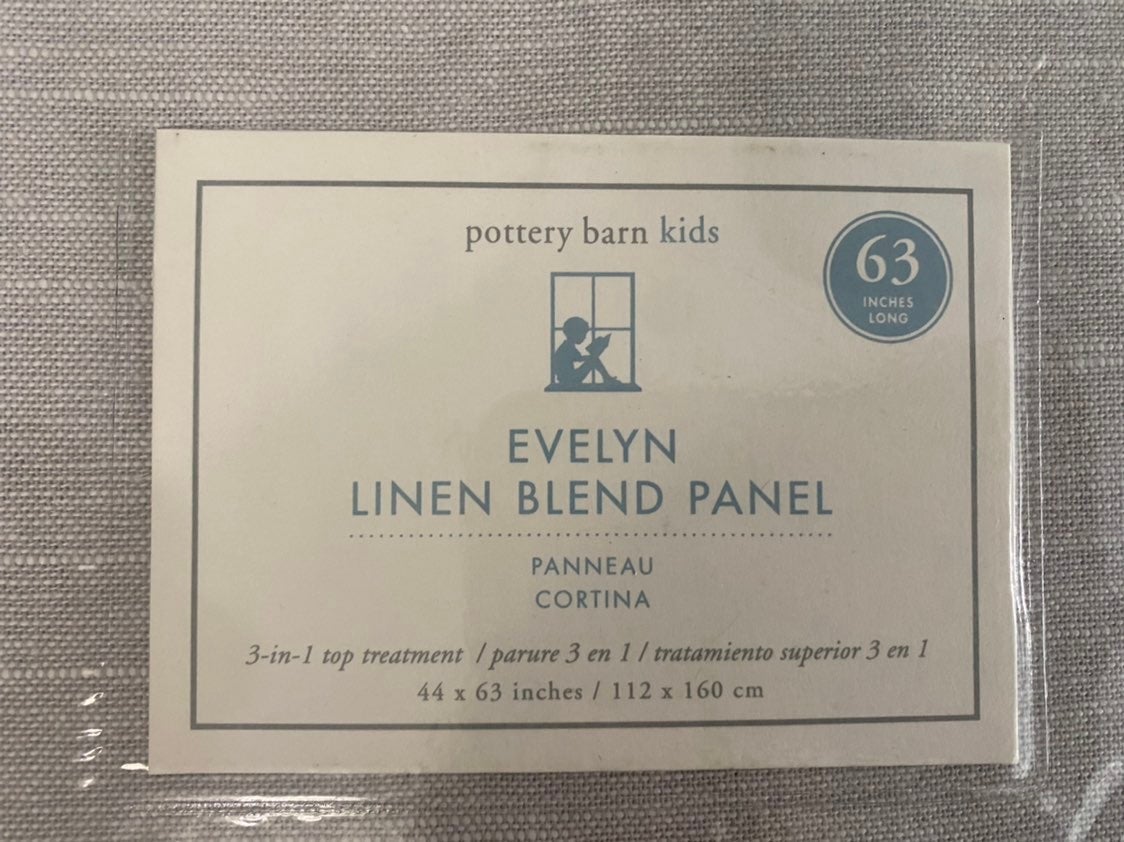 pottery barn kids
63
INCHES
LONG
EVELYN
LINEN BLEND PANEL
PANNEAU
CORTINA
3-in-1 top treatment / parure 3 en 1 / tratamiento superior 3 en 1
44 x 63 inches / 112 x 160 cm